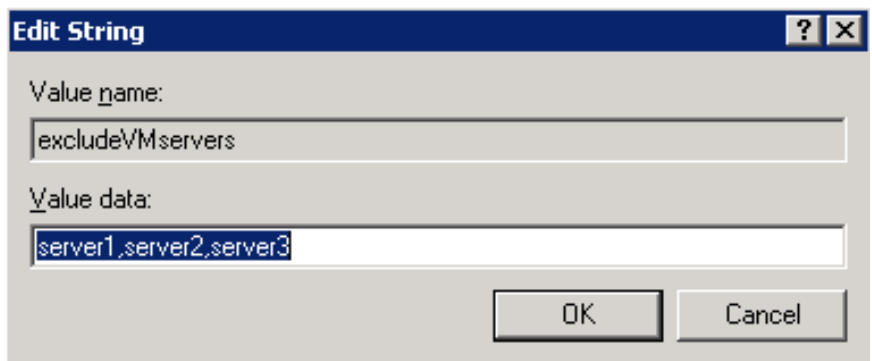 Edit String
? X
Value name:
excludeVMservers
Value data:
server1,server2,server3
OK Cancel